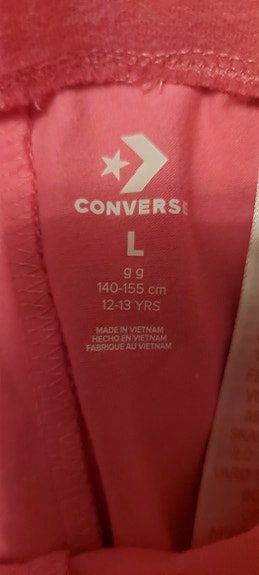 CONVERSE
L
g g
140-155 cm
12-13 YRS
MADE IN VIETNAM
HECHO EN VIETNAM
FABRIQUÉ AU VIETNAM